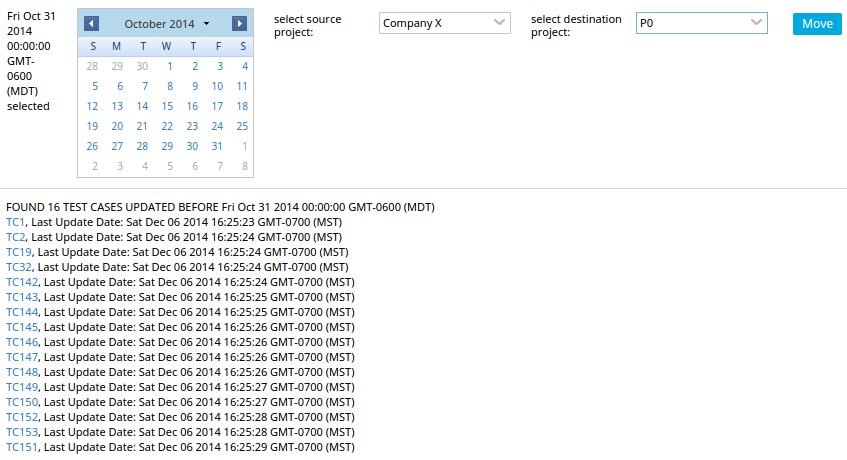 Fri Oct 31
2014
00:00:00
GMT-
0600
(MDT)
selected
October 2014
S M T W T F S
28 29 30 1 2 3 4
5 6 7 8 9 10 11
12 13 14 15 16 17 18
19 20 21 22 23 24 25
26 27 28 29 30 31 1
2 3 4 5 6 7 8
select source
project:
Company X
select destination
project:
P0
Move
FOUND 16 TEST CASES UPDATED BEFORE Fri Oct 31 2014 00:00:00 GMT-0600 (MDT)
TC1, Last Update Date: Sat Dec 06 2014 16:25:23 GMT-0700 (MST)
TC2, Last Update Date: Sat Dec 06 2014 16:25:24 GMT-0700 (MST)
TC19, Last Update Date: Sat Dec 06 2014 16:25:24 GMT-0700 (MST)
TC32, Last Update Date: Sat Dec 06 2014 16:25:24 GMT-0700 (MST)
TC142, Last Update Date: Sat Dec 06 2014 16:25:24 GMT-0700 (MST)
TC143, Last Update Date: Sat Dec 06 2014 16:25:25 GMT-0700 (MST)
TC144, Last Update Date: Sat Dec 06 2014 16:25:25 GMT-0700 (MST)
TC145, Last Update Date: Sat Dec 06 2014 16:25:26 GMT-0700 (MST)
TC146, Last Update Date: Sat Dec 06 2014 16:25:26 GMT-0700 (MST)
TC147, Last Update Date: Sat Dec 06 2014 16:25:26 GMT-0700 (MST)
TC148, Last Update Date: Sat Dec 06 2014 16:25:26 GMT-0700 (MST)
TC149, Last Update Date: Sat Dec 06 2014 16:25:27 GMT-0700 (MST)
TC150, Last Update Date: Sat Dec 06 2014 16:25:27 GMT-0700 (MST)
TC152, Last Update Date: Sat Dec 06 2014 16:25:28 GMT-0700 (MST)
TC153, Last Update Date: Sat Dec 06 2014 16:25:28 GMT-0700 (MST)
TC151, Last Update Date: Sat Dec 06 2014 16:25:29 GMT-0700 (MST)